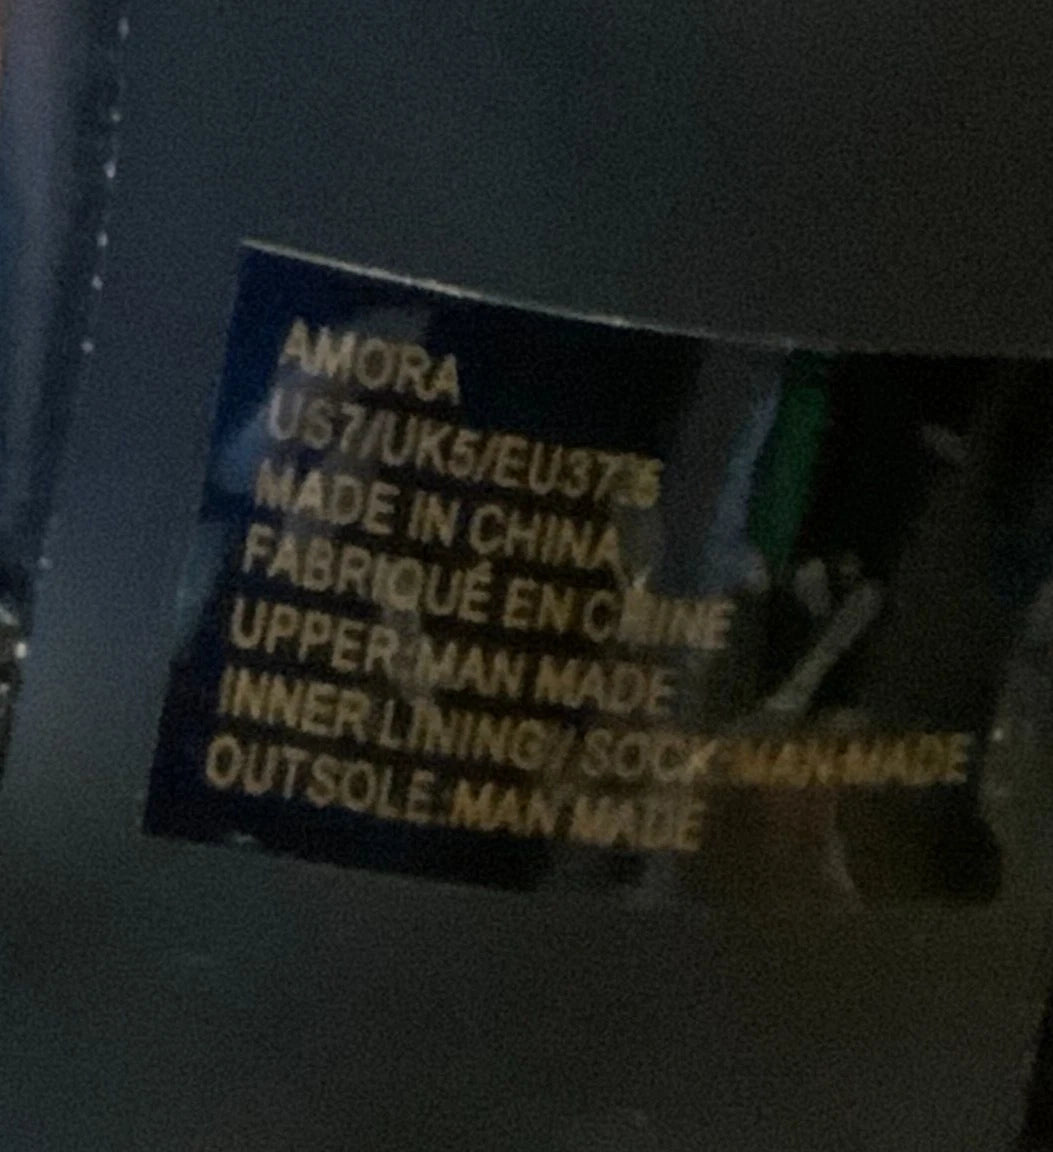 AMORA
US7/UK5/EU37.5
MADE IN CHINA
FABRIQUÉ EN CHINE
UPPER:MAN MADE
INNER LINING/ SOCK:MAN MADE
OUTSOLE:MAN MADE